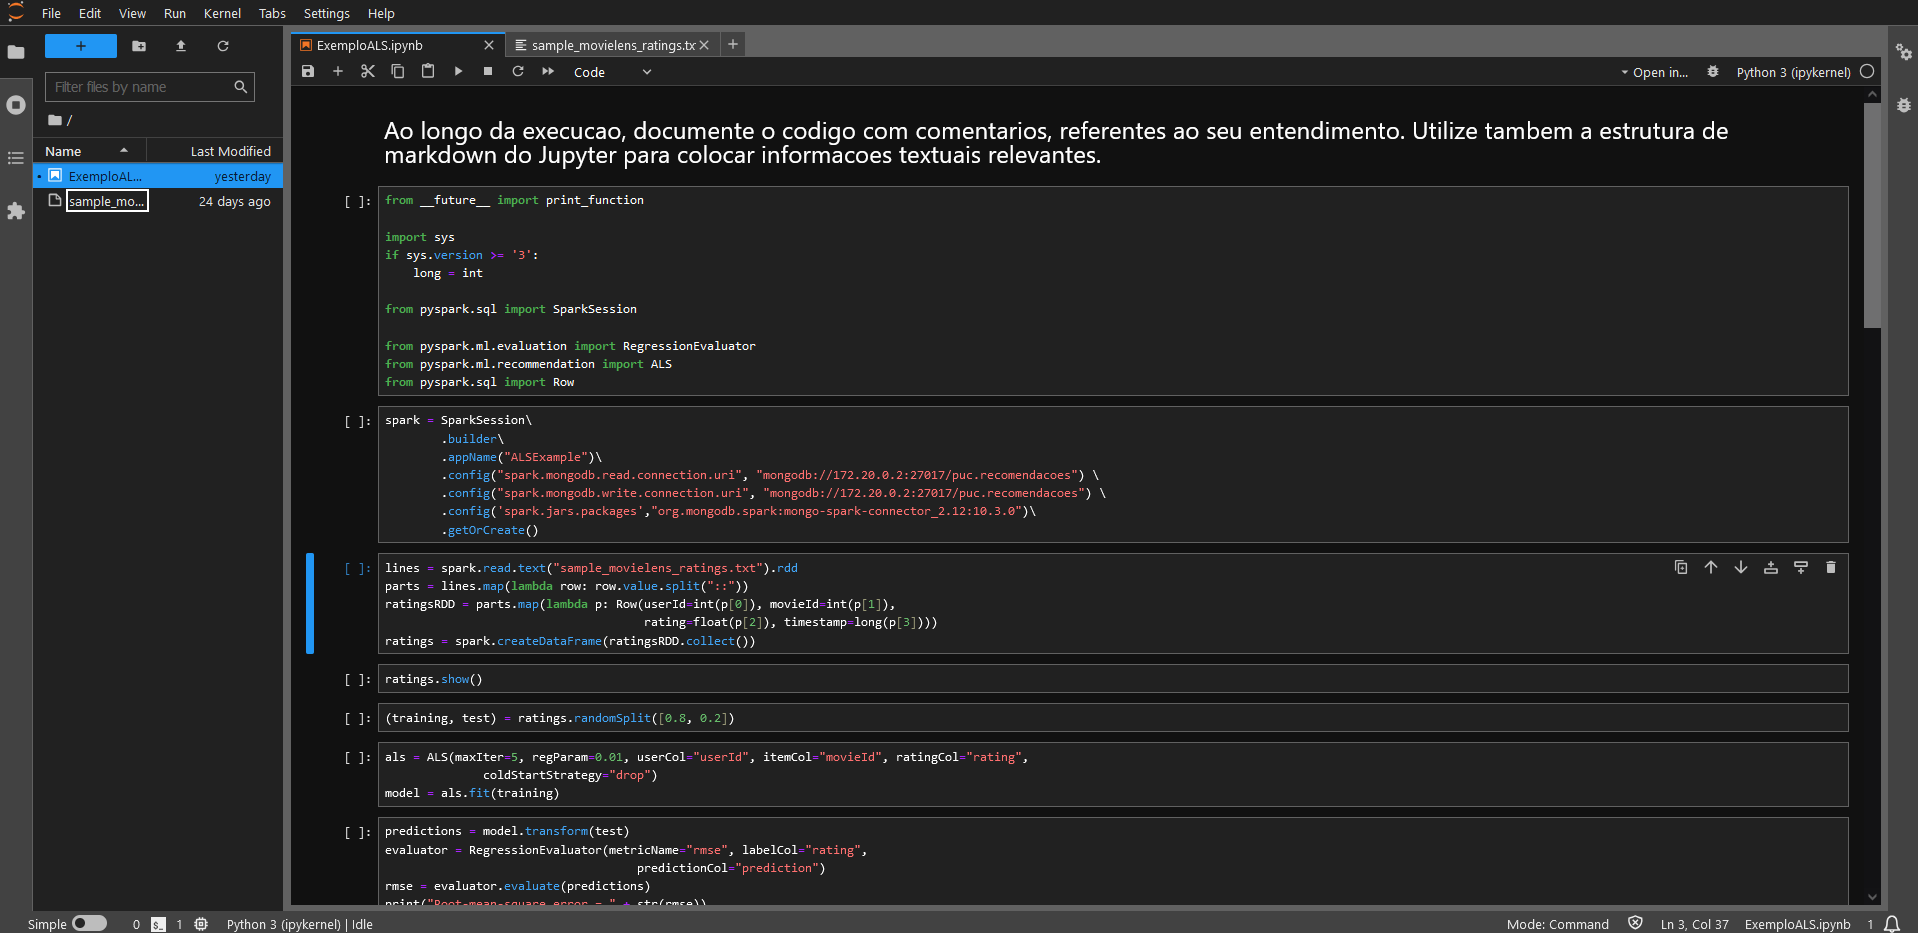 File Edit View Run Kernel Tabs Settings Help
Filter files by name
/
Name Last Modified
ExemploAL... yesterday
sample_mo... 24 days ago
ExemploALS.ipynb
sample_movielens_ratings.tx
Code
Open in...
Python 3 (ipykernel)
Ao longo da execucao, documente o codigo com comentarios, referentes ao seu entendimento. Utilize tambem a estrutura de
markdown do Jupyter para colocar informacoes textuais relevantes.
[ ]: from __future__ import print_function
import sys
if sys.version >= '3':
    long = int
from pyspark.sql import SparkSession
from pyspark.ml.evaluation import RegressionEvaluator
from pyspark.ml.recommendation import ALS
from pyspark.sql import Row
[ ]: spark = SparkSession\
        .builder\
        .appName("ALSExample")\
        .config("spark.mongodb.read.connection.uri", "mongodb://172.20.0.2:27017/puc.recomendacoes") \
        .config("spark.mongodb.write.connection.uri", "mongodb://172.20.0.2:27017/puc.recomendacoes") \
        .config('spark.jars.packages',"org.mongodb.spark:mongo-spark-connector_2.12:10.3.0")\
        .getOrCreate()
[ ]: lines = spark.read.text("sample_movielens_ratings.txt").rdd
parts = lines.map(lambda row: row.value.split("::"))
ratingsRDD = parts.map(lambda p: Row(userId=int(p[0]), movieId=int(p[1]),
                                     rating=float(p[2]), timestamp=long(p[3])))
ratings = spark.createDataFrame(ratingsRDD.collect())
[ ]: ratings.show()
[ ]: (training, test) = ratings.randomSplit([0.8, 0.2])
[ ]: als = ALS(maxIter=5, regParam=0.01, userCol="userId", itemCol="movieId", ratingCol="rating",
              coldStartStrategy="drop")
model = als.fit(training)
[ ]: predictions = model.transform(test)
evaluator = RegressionEvaluator(metricName="rmse", labelCol="rating",
                                    predictionCol="prediction")
rmse = evaluator.evaluate(predictions)
print("Root-mean-square error = " + str(rmse))
Simple 0 $_ 1 Python 3 (ipykernel) | Idle
Mode: Command Ln 3, Col 37 ExemploALS.ipynb 1